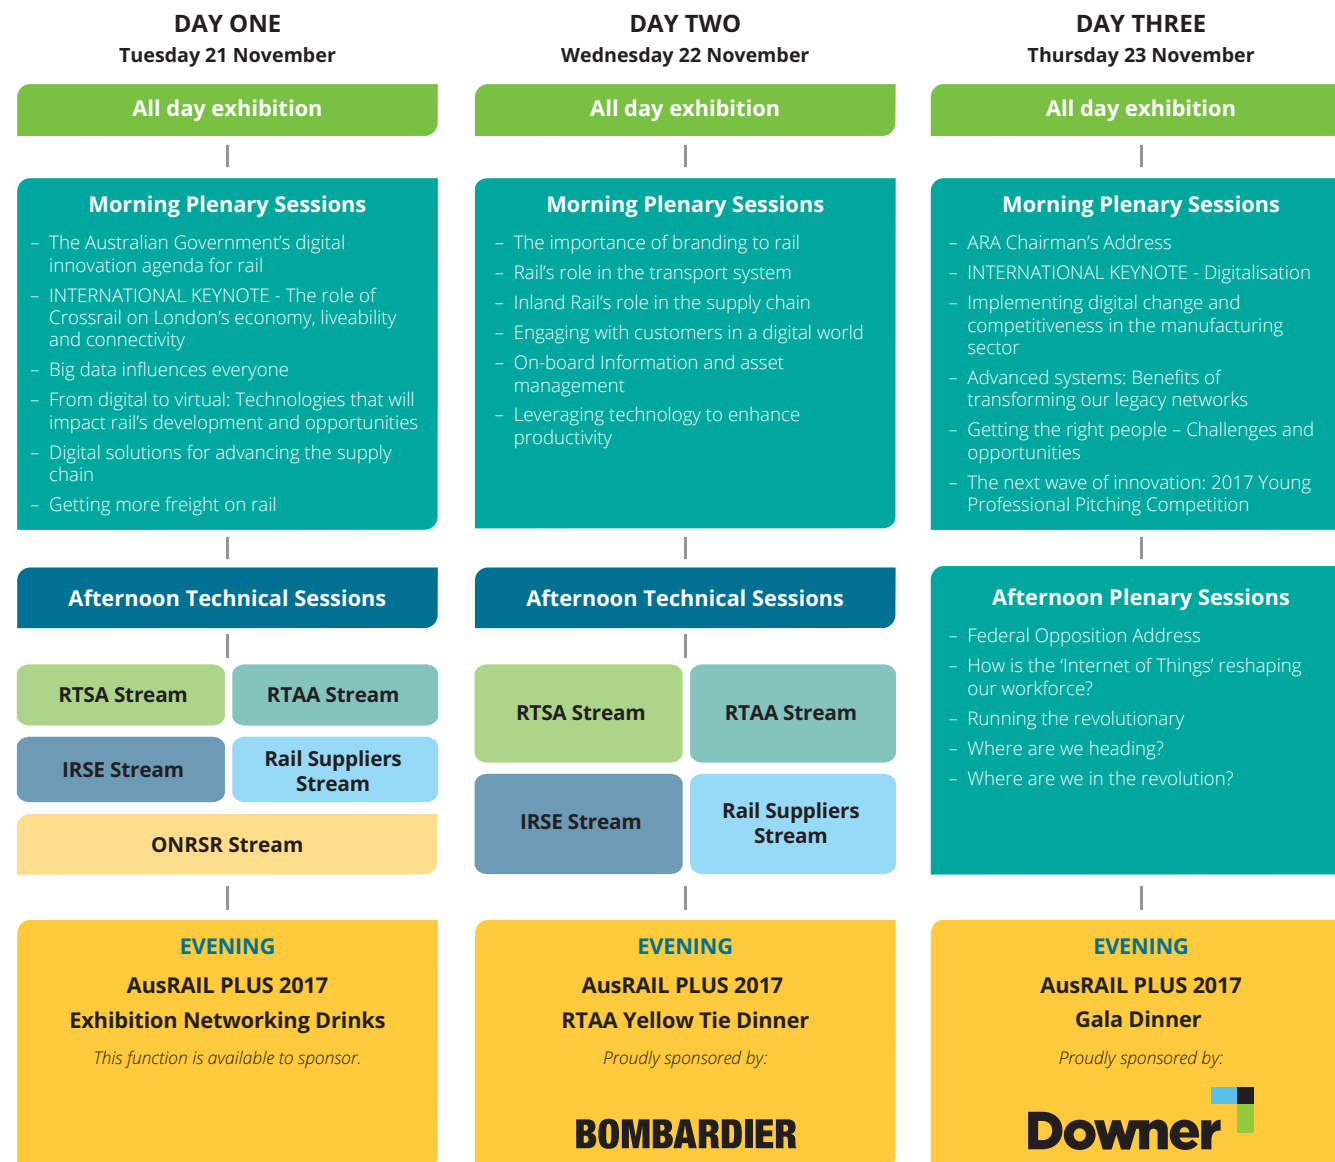 DAY ONE
Tuesday 21 November
All day exhibition
Morning Plenary Sessions
– The Australian Government’s digital
innovation agenda for rail
– INTERNATIONAL KEYNOTE - The role of
Crossrail on London’s economy, liveability
and connectivity
– Big data influences everyone
– From digital to virtual: Technologies that will
impact rail’s development and opportunities
– Digital solutions for advancing the supply
chain
– Getting more freight on rail
Afternoon Technical Sessions
RTSA Stream
RTAA Stream
IRSE Stream
Rail Suppliers
Stream
ONRSR Stream
EVENING
AusRAIL PLUS 2017
Exhibition Networking Drinks
This function is available to sponsor.
DAY TWO
Wednesday 22 November
All day exhibition
Morning Plenary Sessions
– The importance of branding to rail
– Rail’s role in the transport system
– Inland Rail’s role in the supply chain
– Engaging with customers in a digital world
– On-board Information and asset
management
– Leveraging technology to enhance
productivity
Afternoon Technical Sessions
RTSA Stream
RTAA Stream
IRSE Stream
Rail Suppliers
Stream
EVENING
AusRAIL PLUS 2017
RTAA Yellow Tie Dinner
Proudly sponsored by:
BOMBARDIER
DAY THREE
Thursday 23 November
All day exhibition
Morning Plenary Sessions
– ARA Chairman’s Address
– INTERNATIONAL KEYNOTE - Digitalisation
– Implementing digital change and
competitiveness in the manufacturing
sector
– Advanced systems: Benefits of
transforming our legacy networks
– Getting the right people – Challenges and
opportunities
– The next wave of innovation: 2017 Young
Professional Pitching Competition
Afternoon Plenary Sessions
– Federal Opposition Address
– How is the ‘Internet of Things’ reshaping
our workforce?
– Running the revolutionary
– Where are we heading?
– Where are we in the revolution?
EVENING
AusRAIL PLUS 2017
Gala Dinner
Proudly sponsored by:
Downer